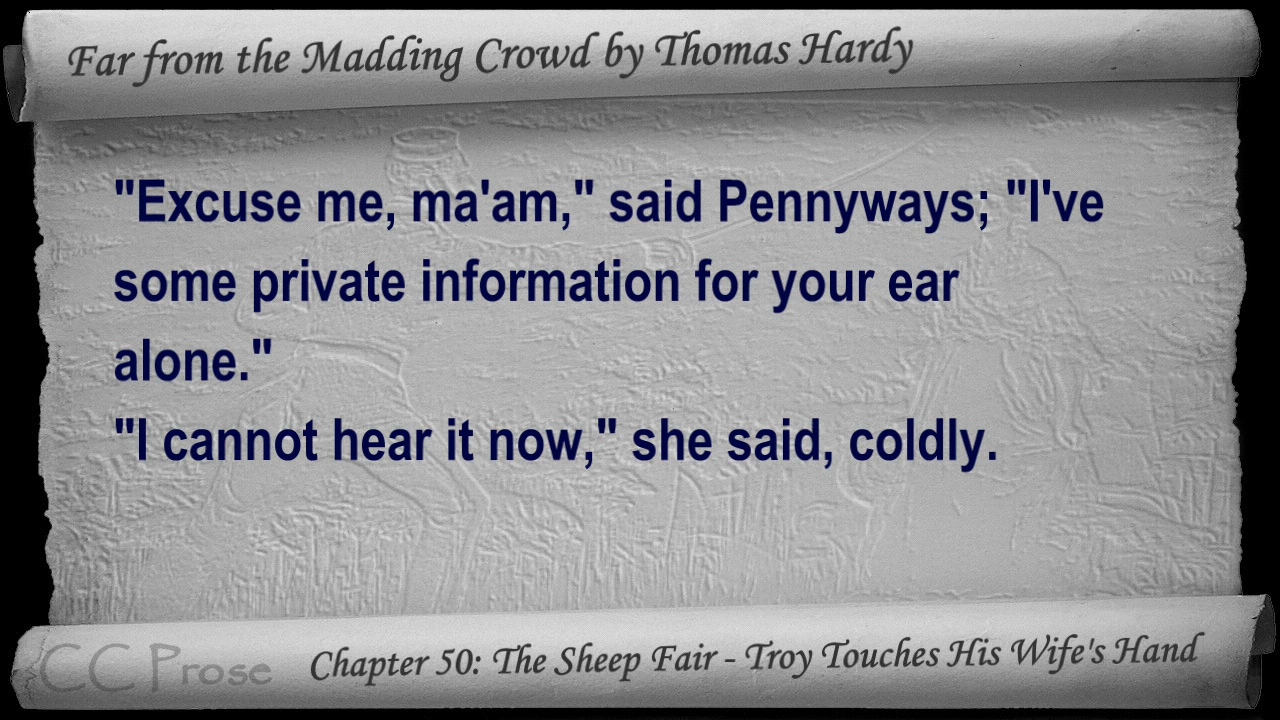 Far from the Madding Crowd by Thomas Hardy
"Excuse me, ma'am," said Pennyways; "I've
some private information for your ear
alone."
"I cannot hear it now," she said, coldly.
CC Prose
Chapter 50: The Sheep Fair - Troy Touches His Wife's Hand